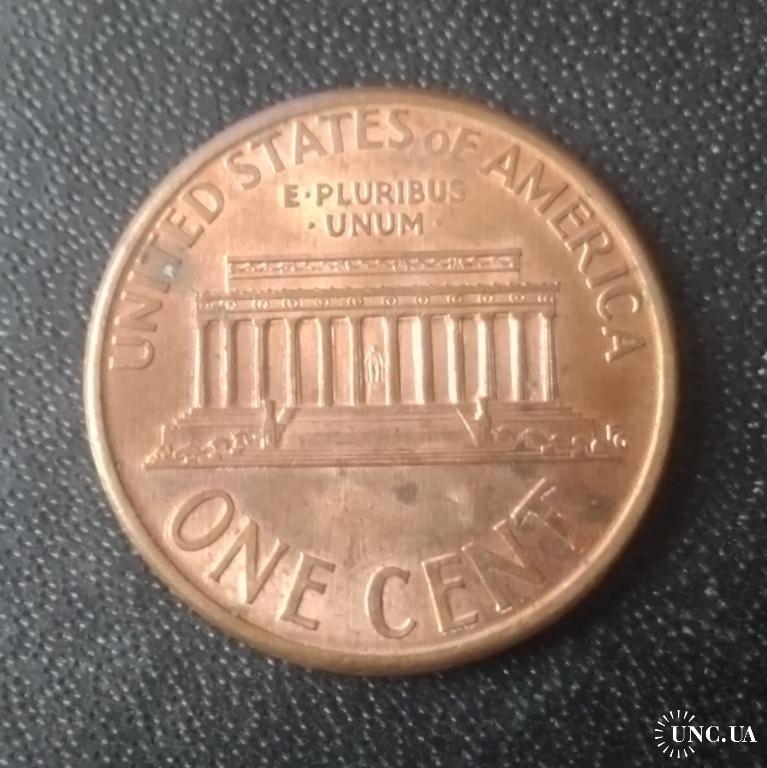 UNITED STATES OF AMERICA
E·PLURIBUS
·UNUM·
ONE CENT
UNC.UA